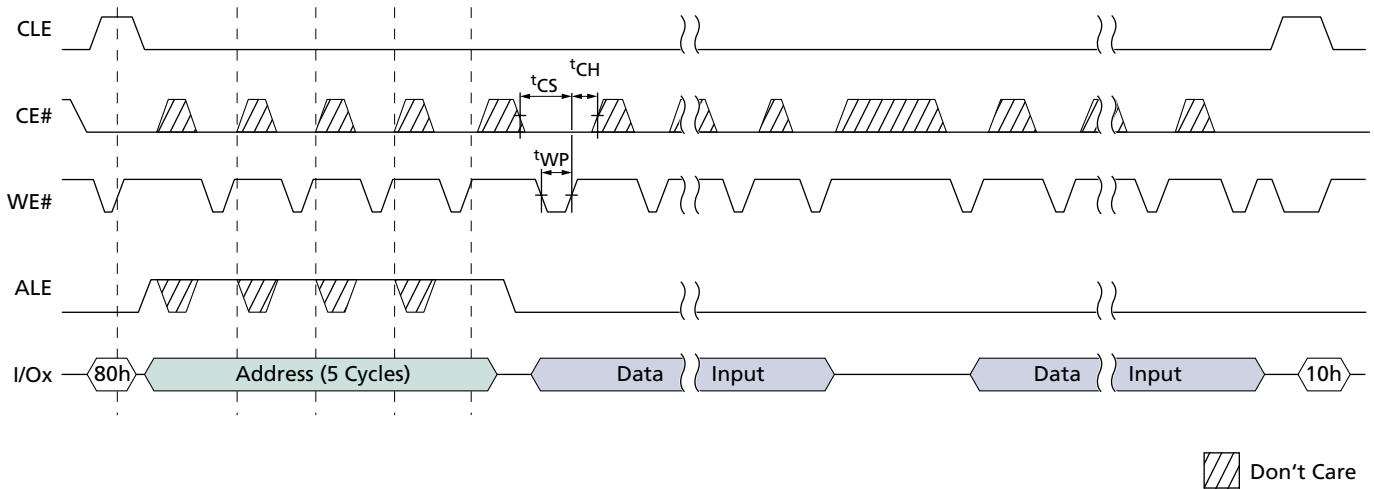 CLE
CE#
tCS
tCH
WE#
tWP
ALE
I/Ox
80h
Address (5 Cycles)
Data
Input
Data
Input
10h
Don't Care